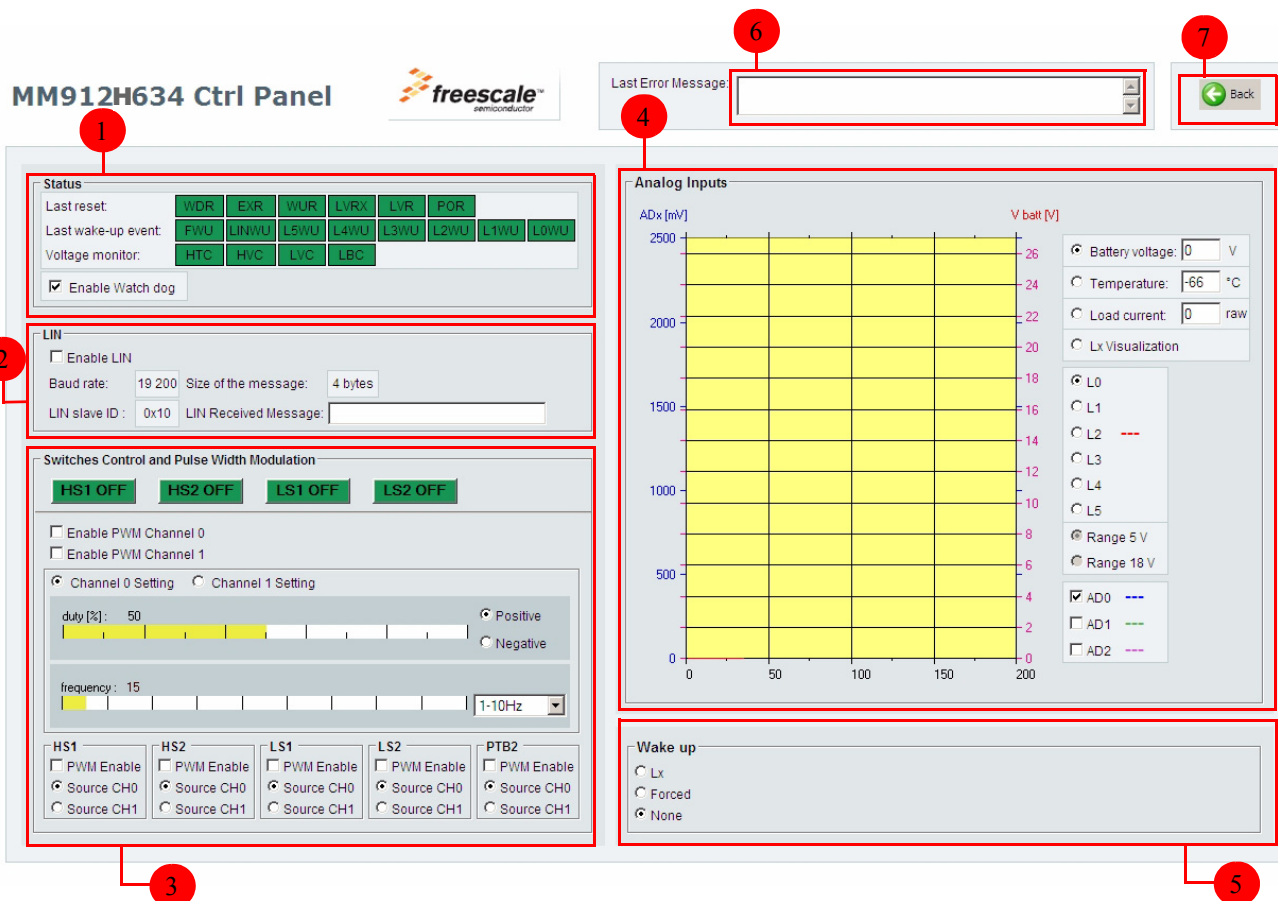 6
7
MM912H634 Ctrl Panel
freescale™
semiconductor
Last Error Message:
Back
1
4
Status
Last reset: WDR EXR WUR LVRX LVR POR
Last wake-up event: FWU LINWU L5WU L4WU L3WU L2WU L1WU L0WU
Voltage monitor: HTC HVC LVC LBC
Enable Watch dog
2
LIN
Enable LIN
Baud rate: 19 200 Size of the message: 4 bytes
LIN slave ID : 0x10 LIN Received Message:
Switches Control and Pulse Width Modulation
HS1 OFF HS2 OFF LS1 OFF LS2 OFF
Enable PWM Channel 0
Enable PWM Channel 1
Channel 0 Setting Channel 1 Setting
duty [%] : 50
Positive
Negative
frequency : 15
1-10Hz
HS1 HS2 LS1 LS2 PTB2
PWM Enable PWM Enable PWM Enable PWM Enable PWM Enable
Source CH0 Source CH0 Source CH0 Source CH0 Source CH0
Source CH1 Source CH1 Source CH1 Source CH1 Source CH1
3
Analog Inputs
ADx [mV] V batt [V]
2500
2000
1500
1000
500
0
26
24
22
20
18
16
14
12
10
8
6
4
2
0
0 50 100 150 200
Battery voltage: 0 V
Temperature: -66 °C
Load current: 0 raw
Lx Visualization
L0
L1
L2 ---
L3
L4
L5
Range 5 V
Range 18 V
AD0 ---
AD1 ---
AD2 ---
Wake up
Lx
Forced
None
5